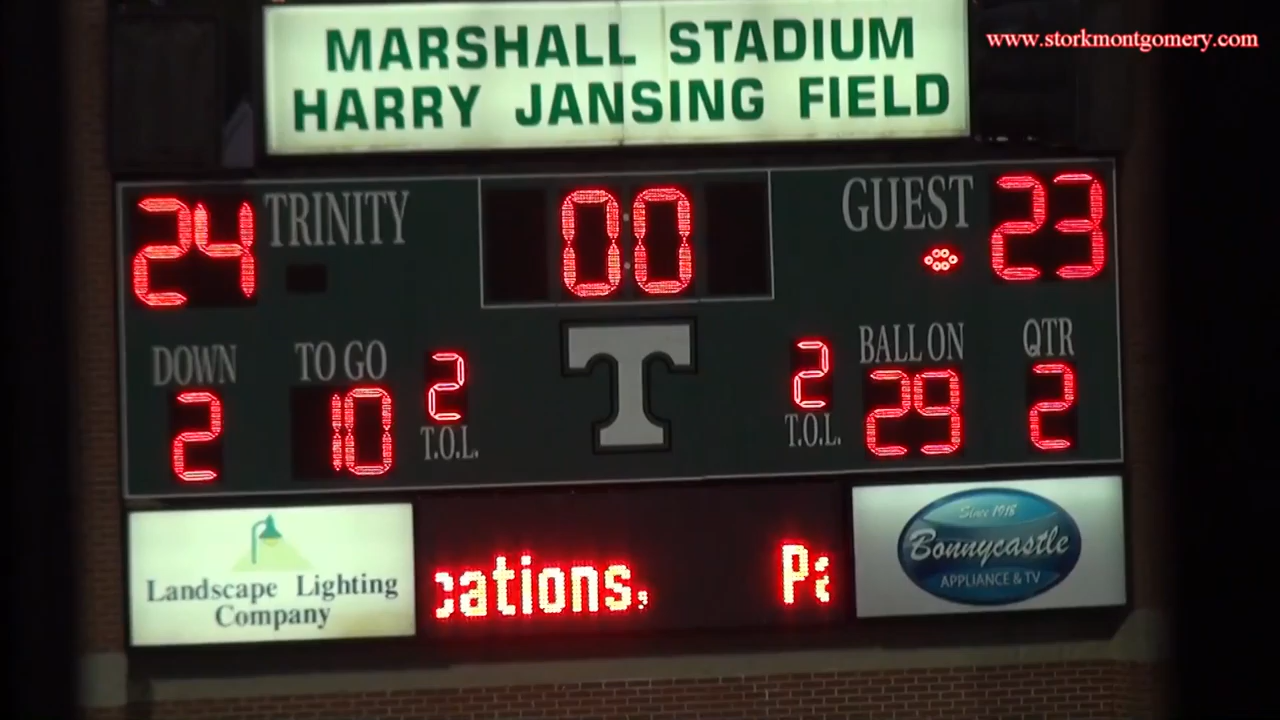 www.storkmontgomery.com
MARSHALL STADIUM
HARRY JANSING FIELD
24 TRINITY 00:00 GUEST 23
DOWN TO GO 2 T 2 BALL ON QTR
2 10 T.O.L. T.O.L. 29 2
Landscape Lighting
Company
cations,
Since 1918
Bonnycastle
APPLIANCE & TV